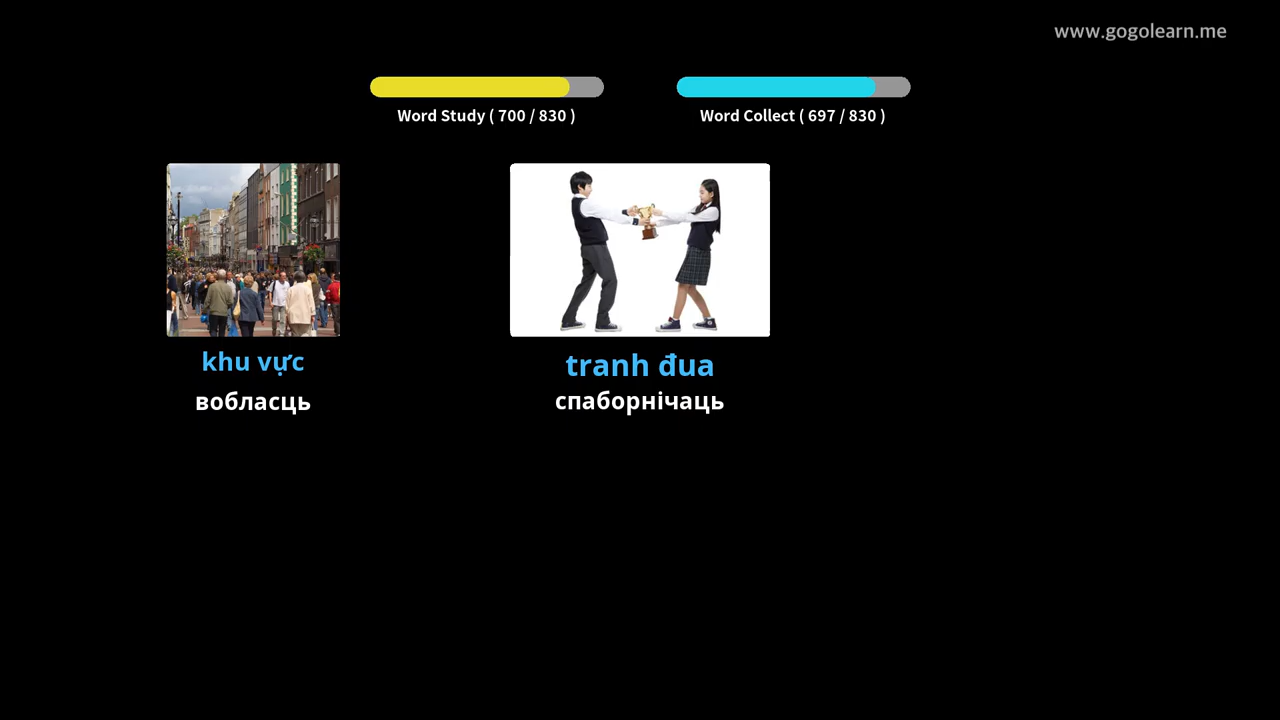 www.gogolearn.me
Word Study ( 700 / 830 )
Word Collect ( 697 / 830 )
khu vực
вобласць
tranh đua
спаборнічаць